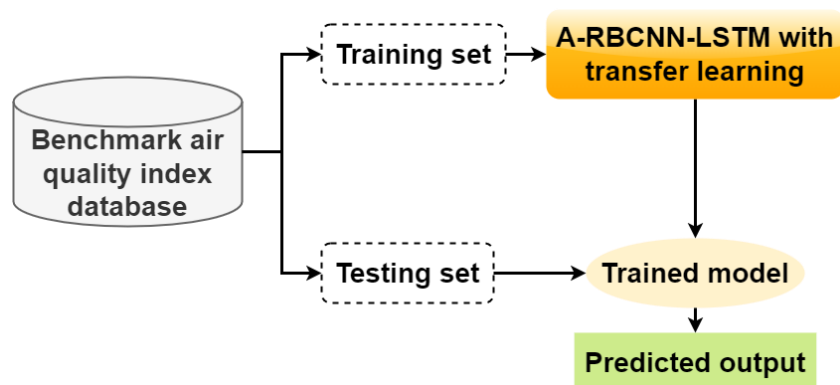 Benchmark air
quality index
database
Training set
A-RBCNN-LSTM with
transfer learning
Testing set
Trained model
Predicted output